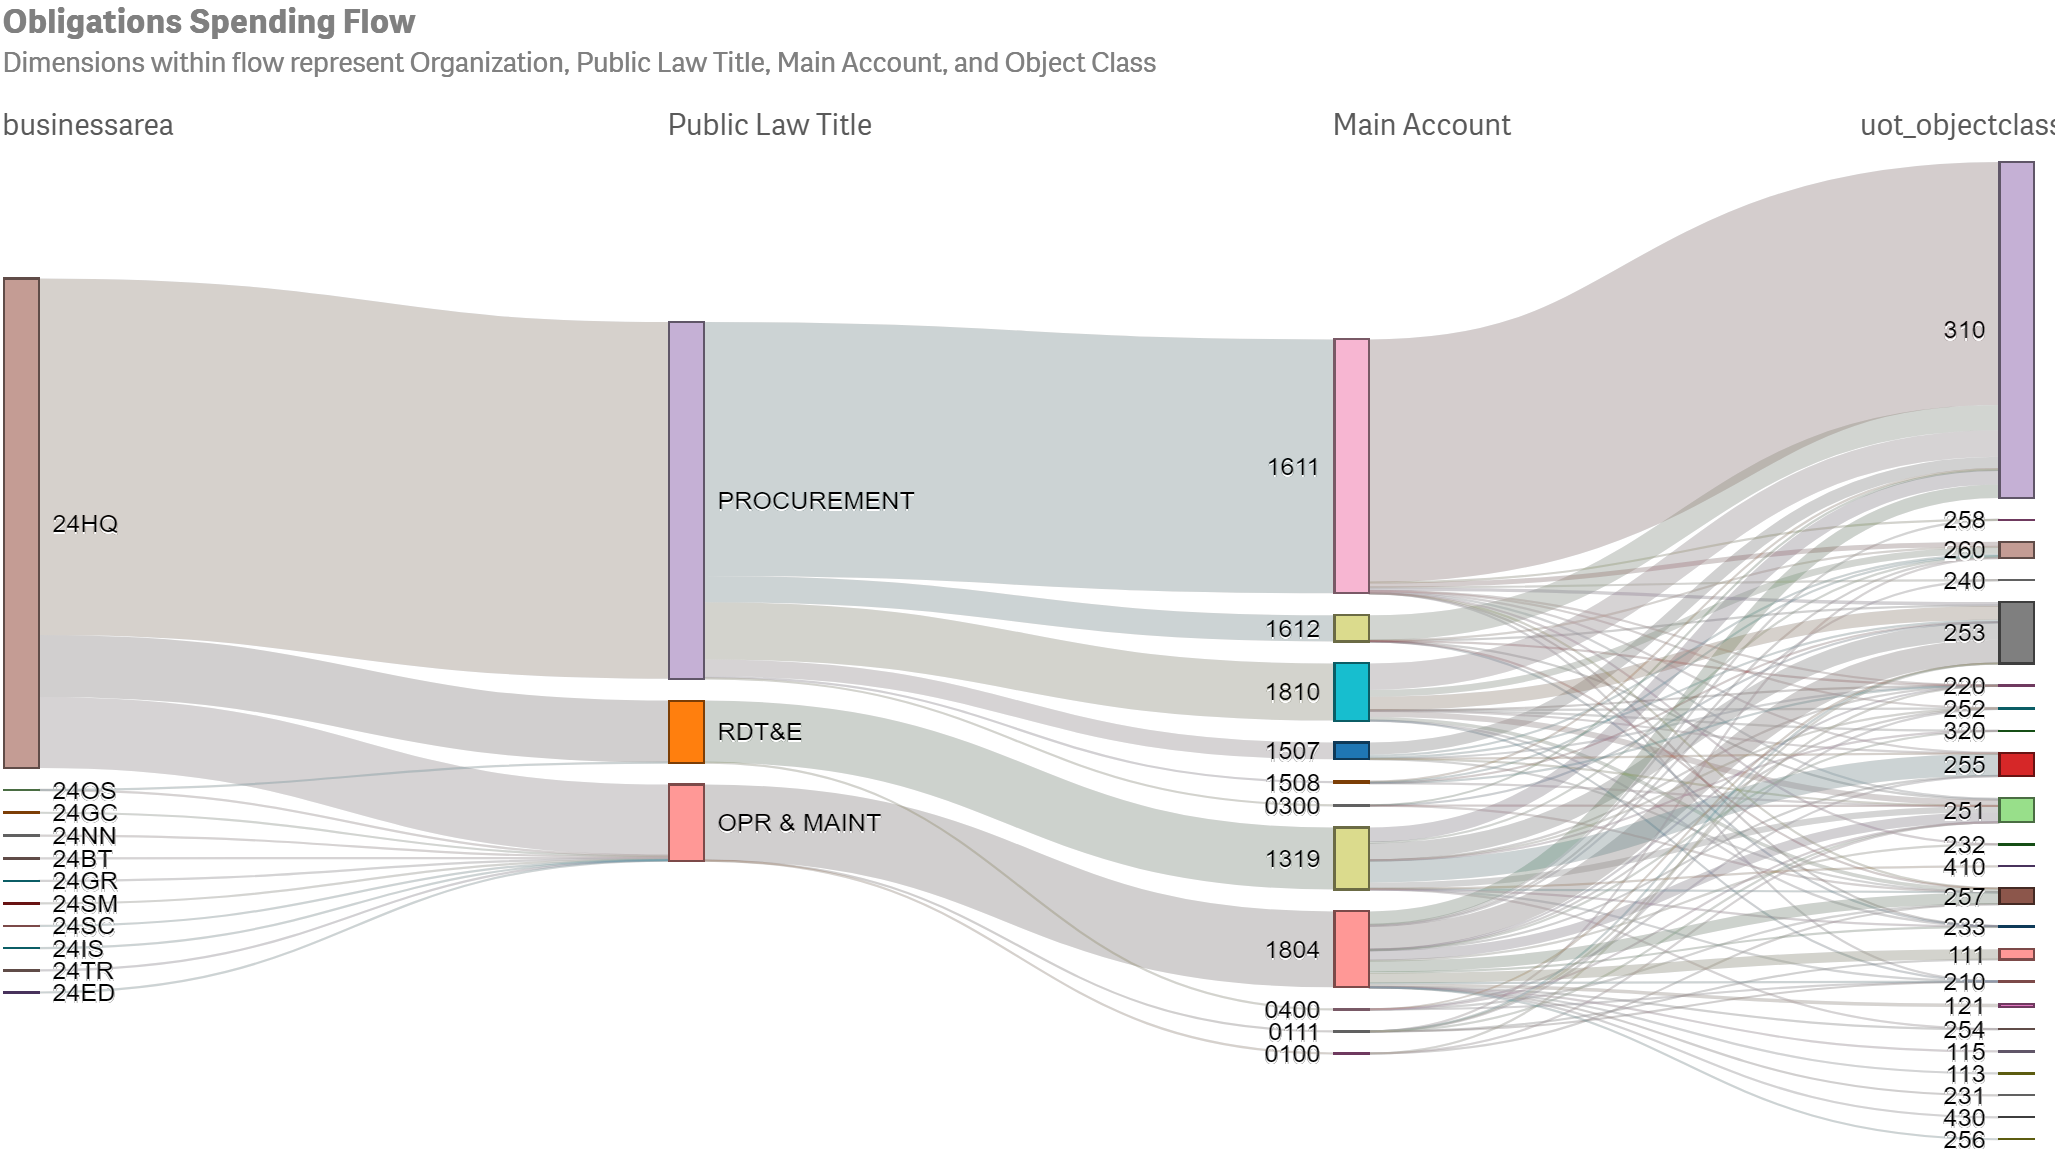 Obligations Spending Flow
Dimensions within flow represent Organization, Public Law Title, Main Account, and Object Class
businessarea
Public Law Title
Main Account
uot_objectclass
24HQ
24OS
24GC
24NN
24BT
24GR
24SM
24SC
24IS
24TR
24ED
PROCUREMENT
RDT&E
OPR & MAINT
1611
1612
1810
1507
1508
0300
1319
1804
0400
0111
0100
310
258
260
240
253
220
252
320
255
251
232
410
257
233
111
210
121
254
115
113
231
430
256